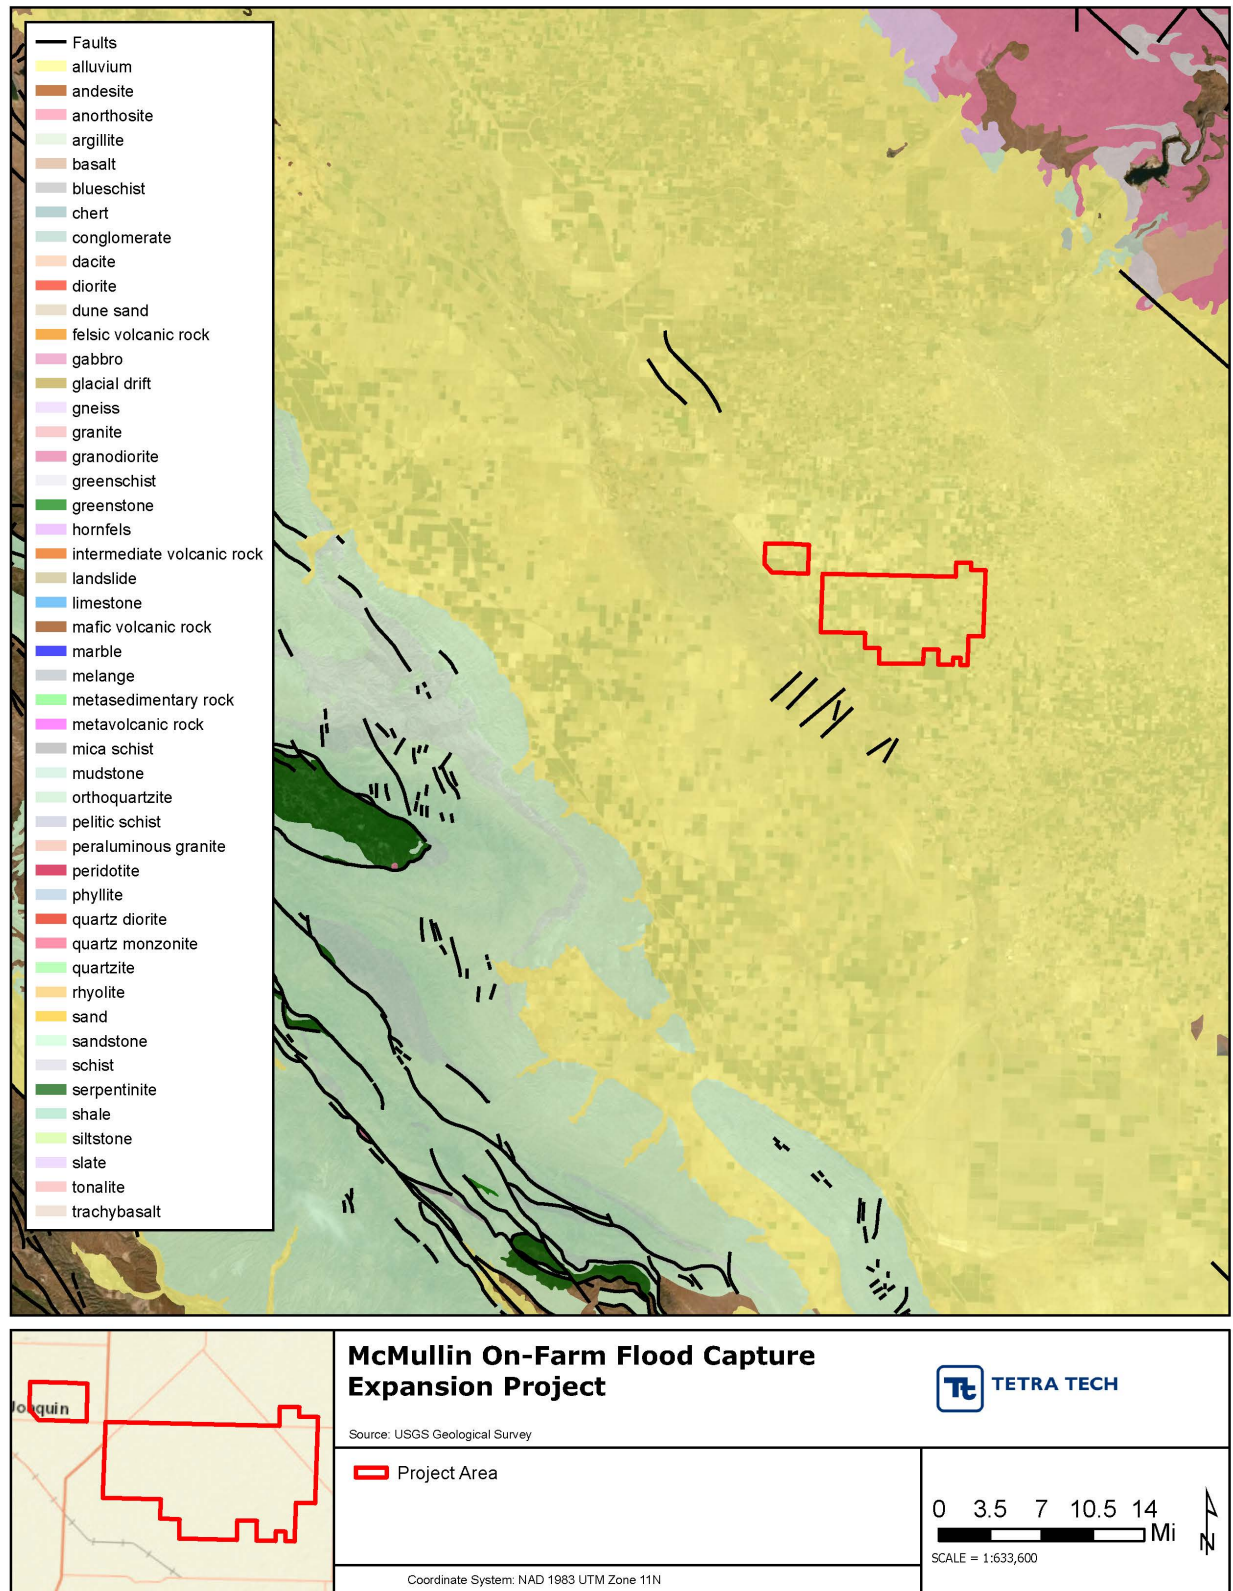 Faults
alluvium
andesite
anorthosite
argillite
basalt
blueschist
chert
conglomerate
dacite
diorite
dune sand
felsic volcanic rock
gabbro
glacial drift
gneiss
granite
granodiorite
greenschist
greenstone
hornfels
intermediate volcanic rock
landslide
limestone
mafic volcanic rock
marble
melange
metasedimentary rock
metavolcanic rock
mica schist
mudstone
orthoquartzite
pelitic schist
peraluminous granite
peridotite
phyllite
quartz diorite
quartz monzonite
quartzite
rhyolite
sand
sandstone
schist
serpentinite
shale
siltstone
slate
tonalite
trachybasalt
Joaquin
McMullin On-Farm Flood Capture
Expansion Project
Source: USGS Geological Survey
Tt TETRA TECH
Project Area
0 3.5 7 10.5 14
Mi
SCALE = 1:633,600
N
Coordinate System: NAD 1983 UTM Zone 11N